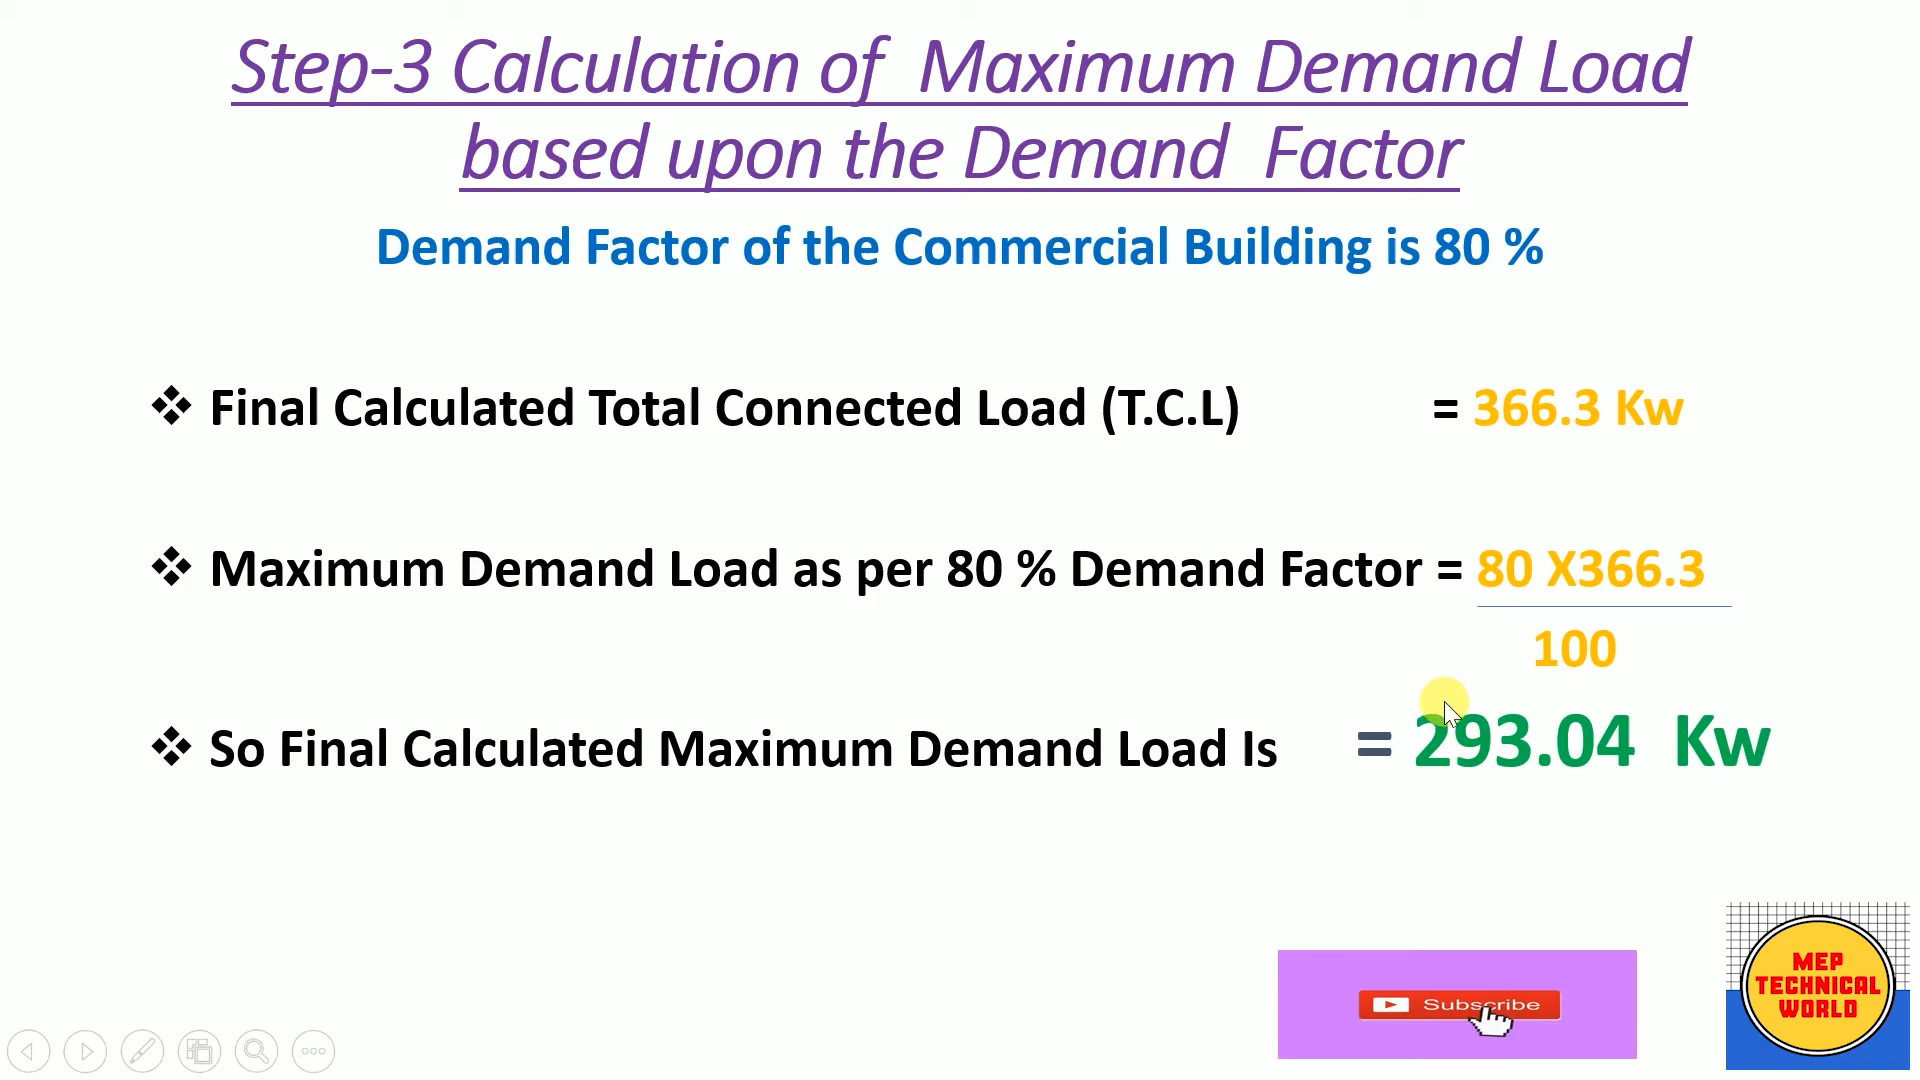 Step-3 Calculation of Maximum Demand Load
based upon the Demand Factor
Demand Factor of the Commercial Building is 80 %
❖ Final Calculated Total Connected Load (T.C.L) = 366.3 Kw
❖ Maximum Demand Load as per 80 % Demand Factor = 80 X366.3
100
❖ So Final Calculated Maximum Demand Load Is = 293.04 Kw
Subscribe
MEP
TECHNICAL
WORLD